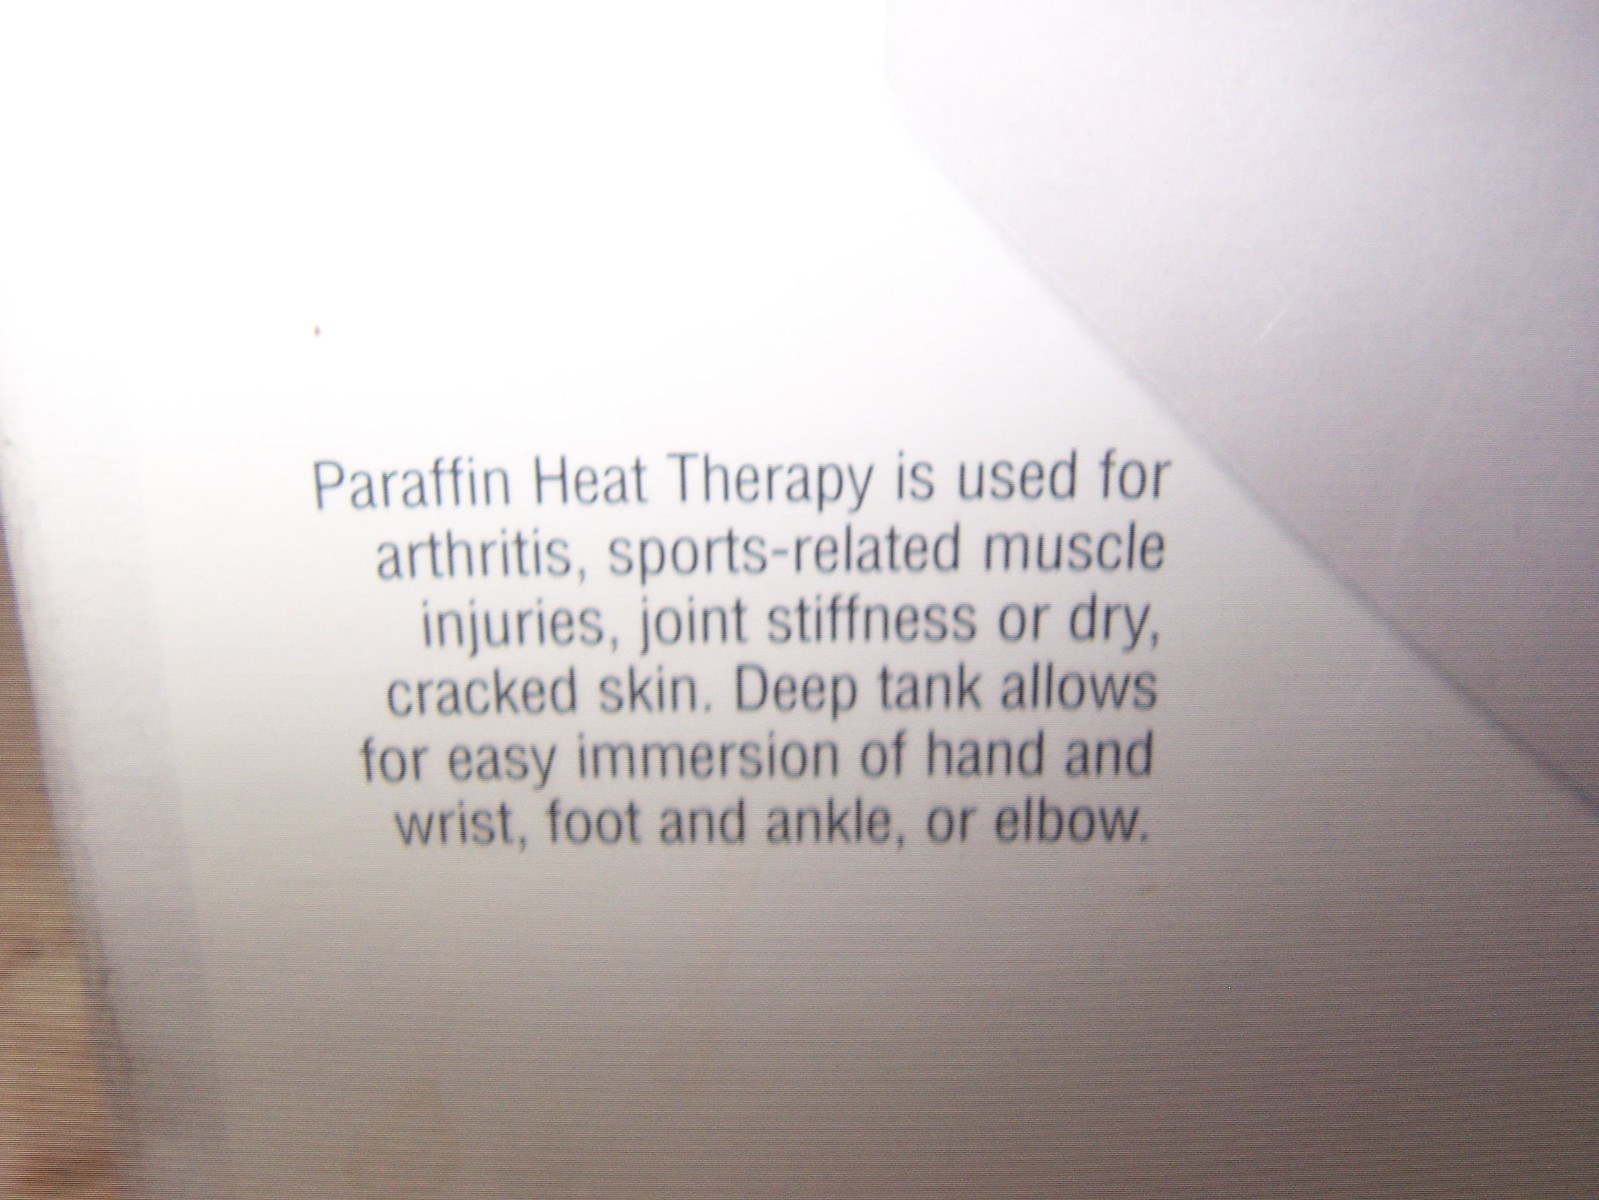 Paraffin Heat Therapy is used for
arthritis, sports-related muscle
injuries, joint stiffness or dry,
cracked skin. Deep tank allows
for easy immersion of hand and
wrist, foot and ankle, or elbow.